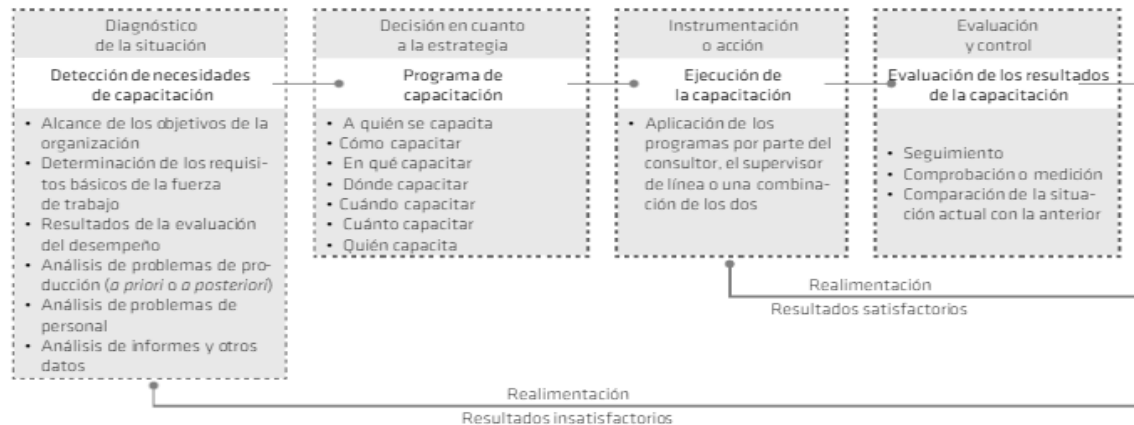 Diagnóstico
de la situación
Detección de necesidades
de capacitación
• Alcance de los objetivos de la
organización
• Determinación de los requisi-
tos básicos de la fuerza
de trabajo
• Resultados de la evaluación
del desempeño
• Análisis de problemas de pro-
ducción (a priori o a posteriori)
• Análisis de problemas de
personal
• Análisis de informes y otros
datos
Decisión en cuanto
a la estrategia
Programa de
capacitación
• A quién se capacita
• Cómo capacitar
• En qué capacitar
• Dónde capacitar
• Cuándo capacitar
• Cuánto capacitar
• Quién capacita
Instrumentación
o acción
Ejecución de
la capacitación
• Aplicación de los
programas por parte del
consultor, el supervisor
de línea o una combina-
ción de los dos
Evaluación
y control
Evaluación de los resultados
de la capacitación
• Seguimiento
• Comprobación o medición
• Comparación de la situa-
ción actual con la anterior
Realimentación
Resultados satisfactorios
Realimentación
Resultados insatisfactorios